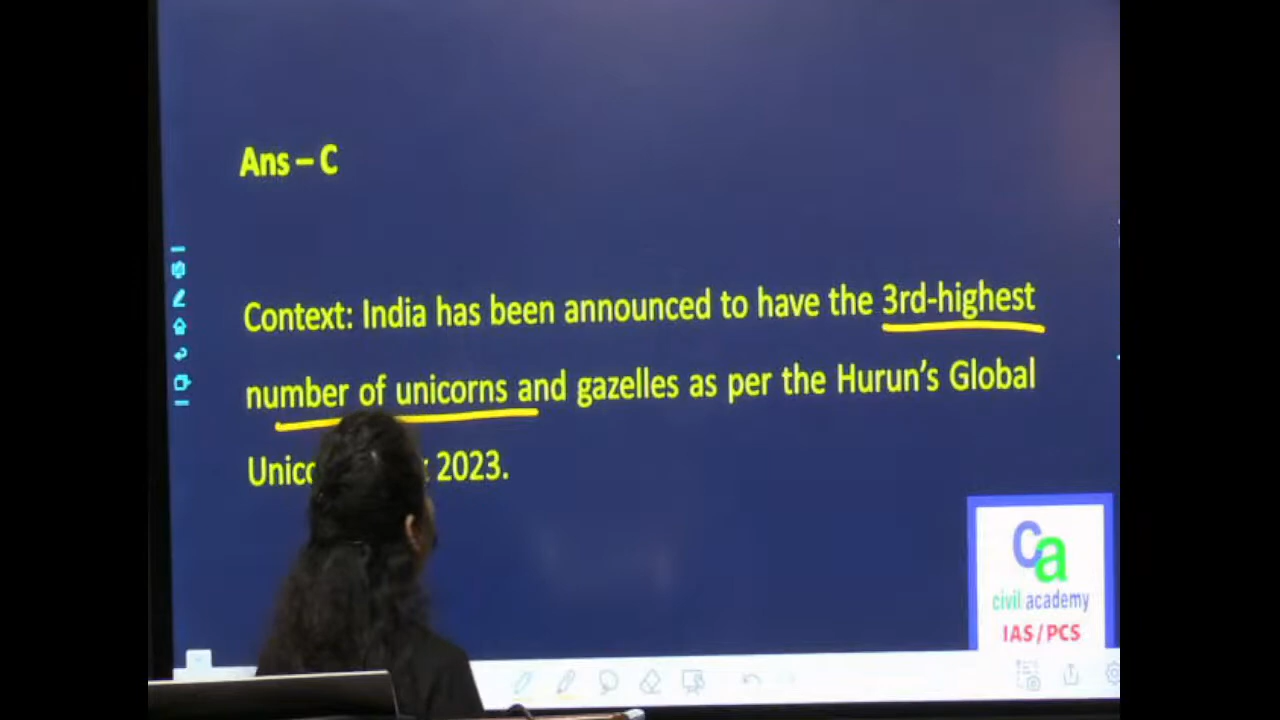 Ans – C
Context: India has been announced to have the 3rd-highest
number of unicorns and gazelles as per the Hurun’s Global
2023.
ca
civil academy
IAS/PCS